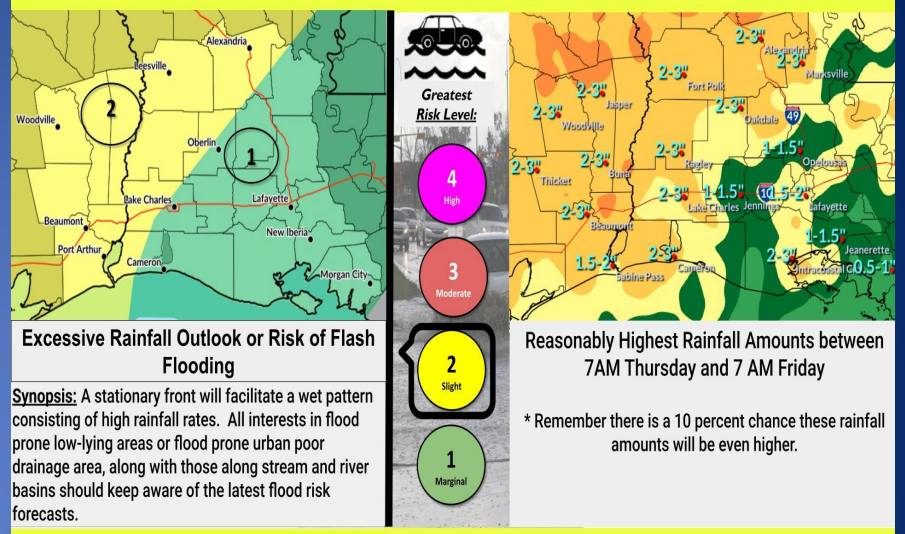 Alexandria
Leesville
2
Woodville
Oberlin
1
Lake Charles
Lafayette
Beaumont
New Iberia
Port Arthur
Cameron
Morgan City
Excessive Rainfall Outlook or Risk of Flash
Flooding
Synopsis: A stationary front will facilitate a wet pattern
consisting of high rainfall rates. All interests in flood
prone low-lying areas or flood prone urban poor
drainage area, along with those along stream and river
basins should keep aware of the latest flood risk
forecasts.
Greatest
Risk Level:
4
High
3
Moderate
2
Slight
1
Marginal
2-3"
Alexandria
2-3"
Marksville
2-3"
Fort Polk
2-3"
Jasper
2-3"
Oakdale
2-3"
Woodville
49
1-1.5"
Opelousas
2-3"
Thicket
2-3"
Buna
2-3"
Ragley
2-3"
Lake Charles
1-1.5"
Jennings
10
1.5-2"
Lafayette
2-3"
Beaumont
1-1.5"
Jeanerette
1.5-2"
Sabine Pass
2-3"
Cameron
2-3"
Intracoastal C
0.5-1"
Reasonably Highest Rainfall Amounts between
7AM Thursday and 7 AM Friday
* Remember there is a 10 percent chance these rainfall
amounts will be even higher.